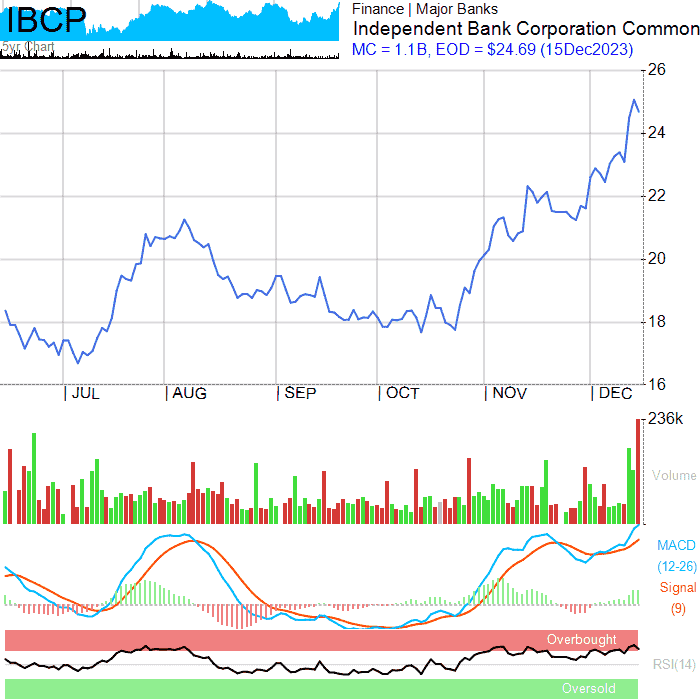 IBCP
5yr Chart
Finance | Major Banks
Independent Bank Corporation Common
MC = 1.1B, EOD = $24.69 (15Dec2023)
26
24
22
20
18
16
| JUL | AUG | SEP | OCT | NOV | DEC
236k
Volume
MACD
(12-26)
Signal
(9)
Overbought
RSI(14)
Oversold